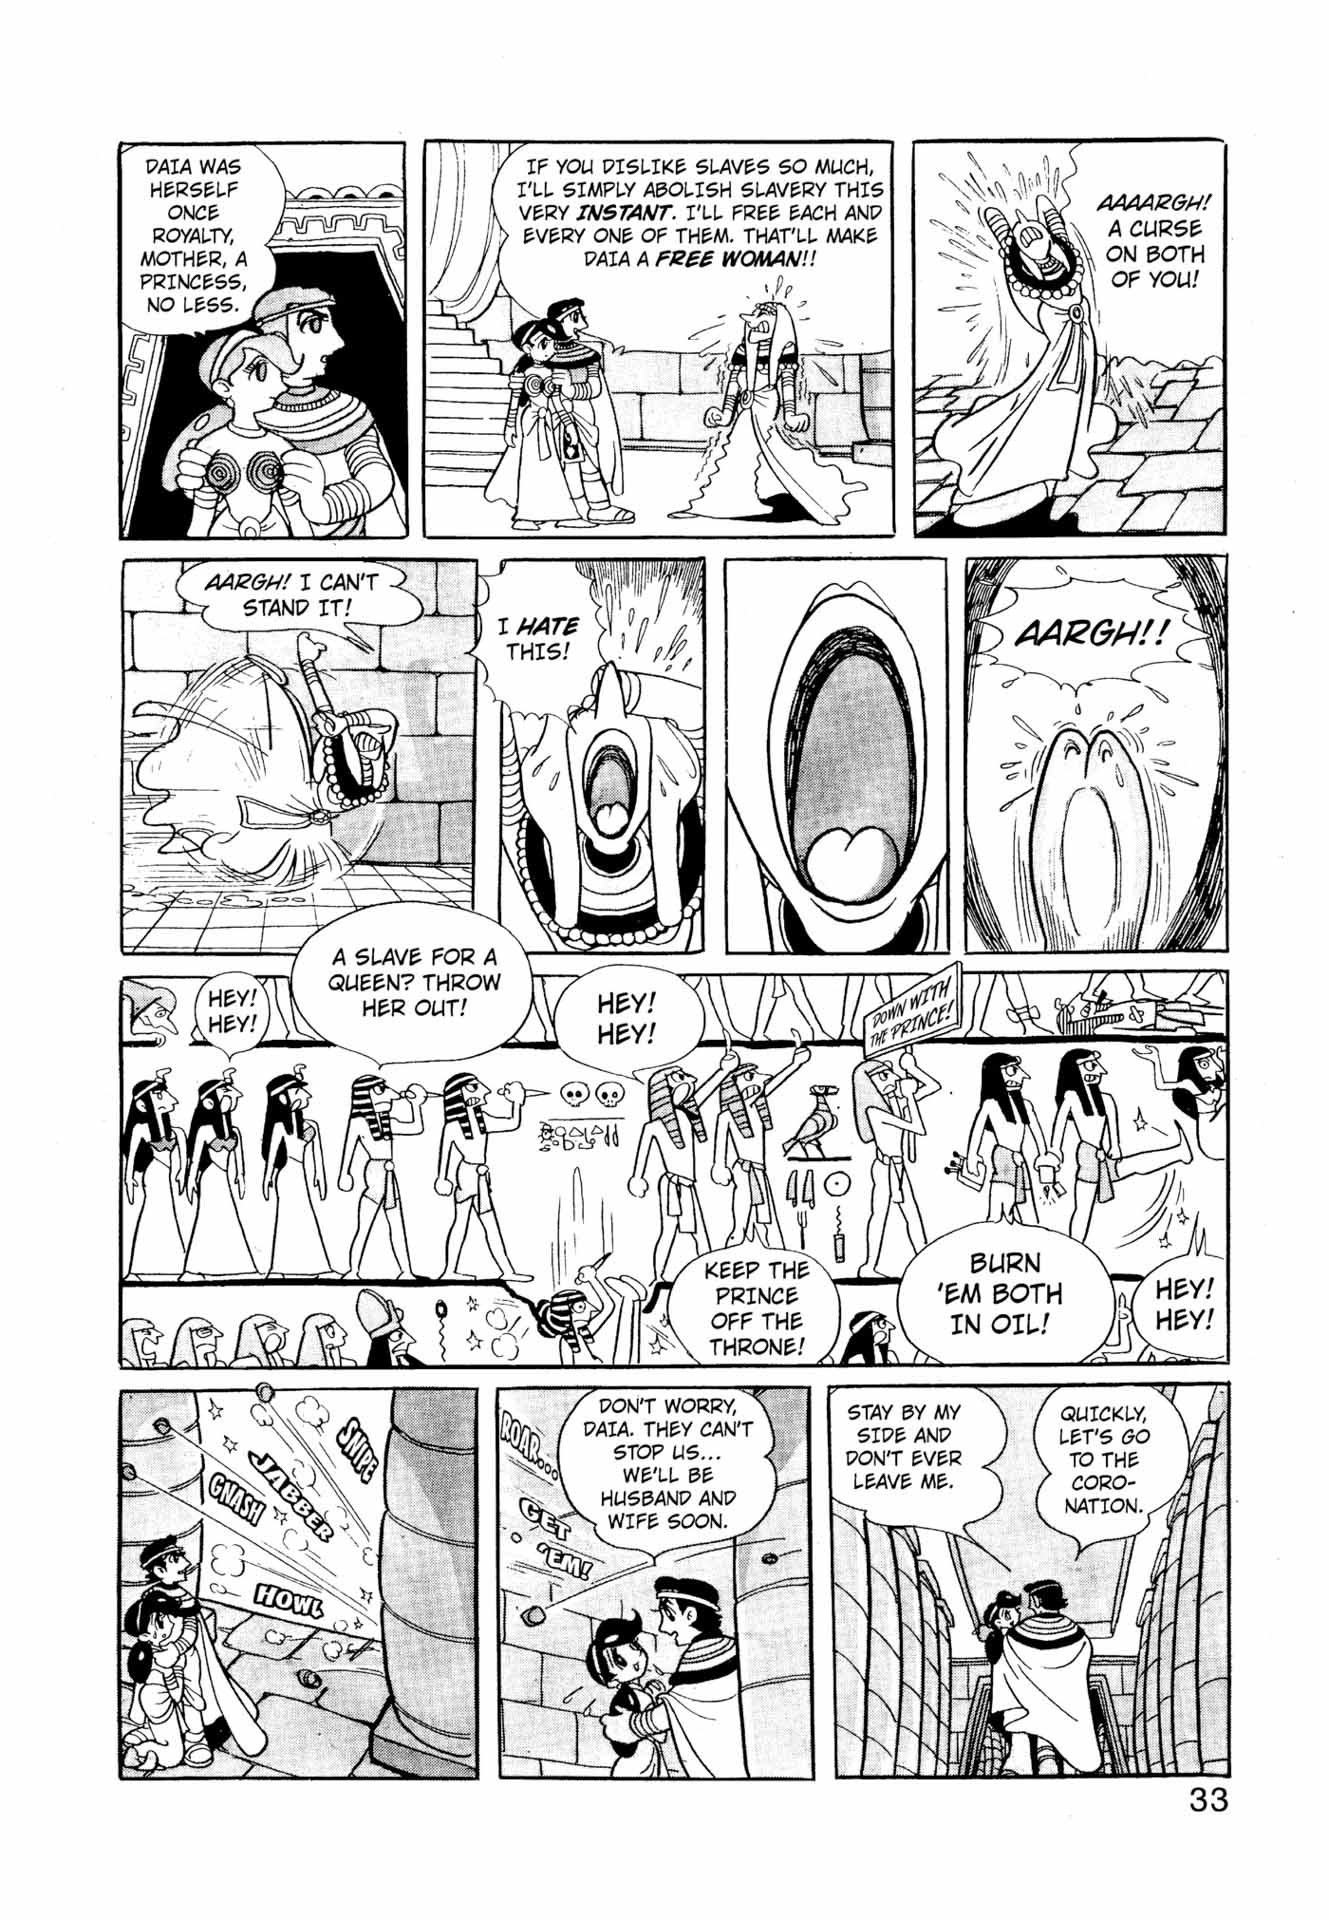 DAIA WAS
HERSELF
ONCE
ROYALTY,
MOTHER, A
PRINCESS,
NO LESS.
IF YOU DISLIKE SLAVES SO MUCH,
I'LL SIMPLY ABOLISH SLAVERY THIS
VERY INSTANT. I'LL FREE EACH AND
EVERY ONE OF THEM. THAT'LL MAKE
DAIA A FREE WOMAN!!
AAAARGH!
A CURSE
ON BOTH
OF YOU!
AARGH! I CAN'T
STAND IT!
I HATE
THIS!
AARGH!!
HEY!
HEY!
A SLAVE FOR A
QUEEN? THROW
HER OUT!
HEY!
HEY!
DOWN WITH
THE PRINCE!
KEEP THE
PRINCE
OFF THE
THRONE!
BURN
'EM BOTH
IN OIL!
HEY!
HEY!
SNIPE
JABBER
GNASH
HOWL
ROAR...
GET
'EM!
DON'T WORRY,
DAIA. THEY CAN'T
STOP US...
WE'LL BE
HUSBAND AND
WIFE SOON.
STAY BY MY
SIDE AND
DON'T EVER
LEAVE ME.
QUICKLY,
LET'S GO
TO THE
CORO-
NATION.
33